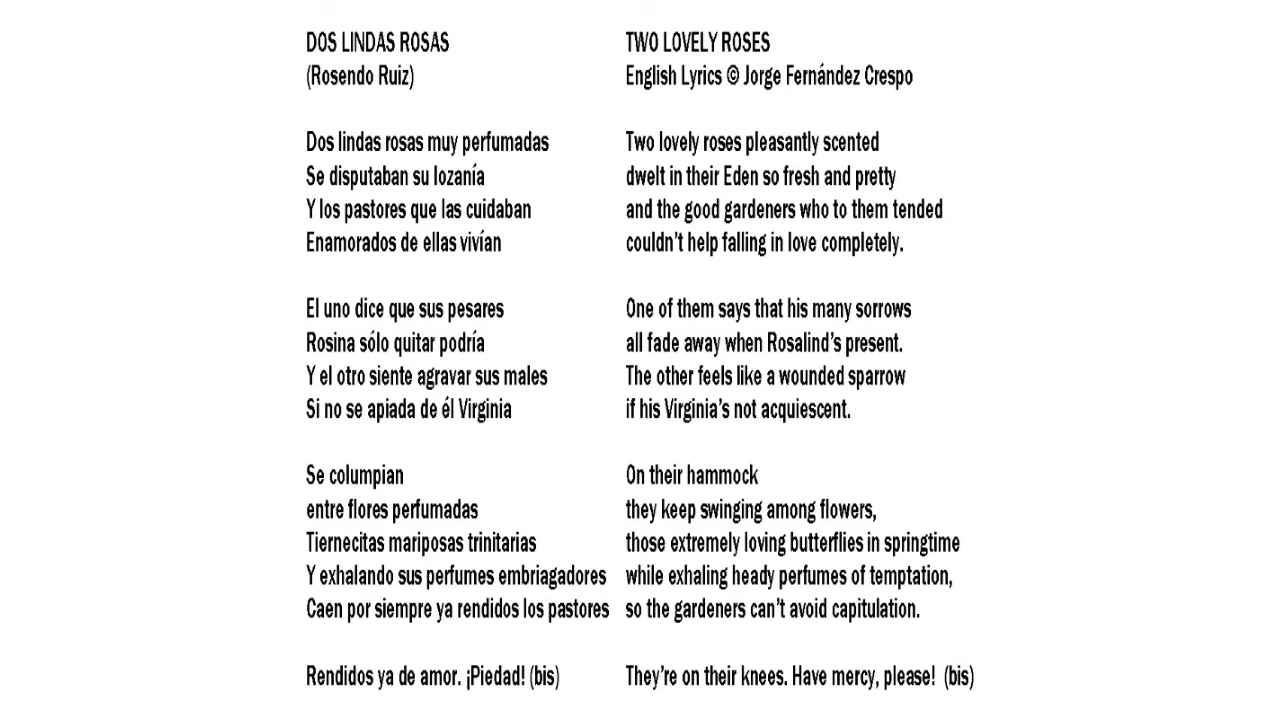 DOS LINDAS ROSAS
(Rosendo Ruiz)
Dos lindas rosas muy perfumadas
Se disputaban su lozanía
Y los pastores que las cuidaban
Enamorados de ellas vivían
El uno dice que sus pesares
Rosina sólo quitar podría
Y el otro siente agravar sus males
Si no se apiada de él Virginia
Se columpian
entre flores perfumadas
Tiernecitas mariposas trinitarias
Y exhalando sus perfumes embriagadores
Caen por siempre ya rendidos los pastores
Rendidos ya de amor. ¡Piedad! (bis)
TWO LOVELY ROSES
English Lyrics © Jorge Fernández Crespo
Two lovely roses pleasantly scented
dwelt in their Eden so fresh and pretty
and the good gardeners who to them tended
couldn't help falling in love completely.
One of them says that his many sorrows
all fade away when Rosalind's present.
The other feels like a wounded sparrow
if his Virginia's not acquiescent.
On their hammock
they keep swinging among flowers,
those extremely loving butterflies in springtime
while exhaling heady perfumes of temptation,
so the gardeners can't avoid capitulation.
They're on their knees. Have mercy, please! (bis)